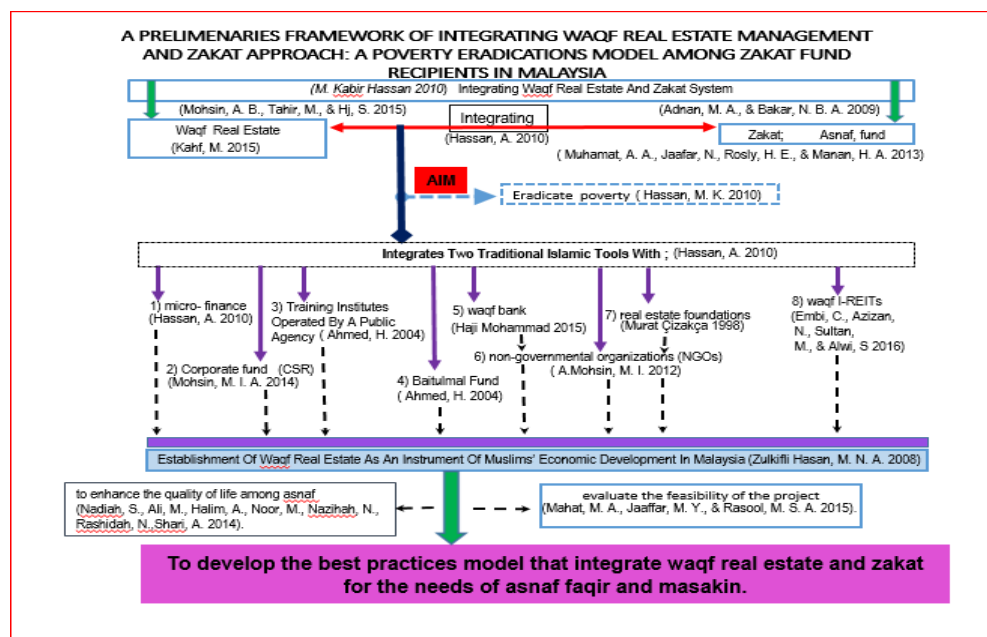 A PRELIMENARIES FRAMEWORK OF INTEGRATING WAQF REAL ESTATE MANAGEMENT
AND ZAKAT APPROACH: A POVERTY ERADICATIONS MODEL AMONG ZAKAT FUND
RECIPIENTS IN MALAYSIA
(M. Kabir Hassan 2010) Integrating Waqf Real Estate And Zakat System
(Mohsin, A. B., Tahir, M., & Hj, S. 2015)
(Adnan, M. A., & Bakar, N. B. A. 2009)
Waqf Real Estate
(Kahf, M. 2015)
Integrating
(Hassan, A. 2010)
Zakat; Asnaf, fund
( Muhamat, A. A., Jaafar, N., Rosly, H. E., & Manan, H. A. 2013)
AIM
Eradicate poverty ( Hassan, M. K. 2010)
Integrates Two Traditional Islamic Tools With ; (Hassan, A. 2010)
1) micro- finance
(Hassan, A. 2010)
2) Corporate fund (CSR)
(Mohsin, M. I. A. 2014)
3) Training Institutes
Operated By A Public
Agency ( Ahmed, H. 2004)
4) Baitulmal Fund
( Ahmed, H. 2004)
5) waqf bank
(Haji Mohammad 2015)
6) non-governmental organizations (NGOs)
( A.Mohsin, M. I. 2012)
7) real estate foundations
(Murat Çizakça 1998)
8) waqf I-REITs
(Embi, C., Azizan,
N., Sultan,
M., & Alwi, S 2016)
Establishment Of Waqf Real Estate As An Instrument Of Muslims' Economic Development In Malaysia (Zulkifli Hasan, M. N. A. 2008)
to enhance the quality of life among asnaf
(Nadiah, S., Ali, M., Halim, A., Noor, M., Nazihah, N.,
Rashidah, N.,Shari, A. 2014).
evaluate the feasibility of the project
(Mahat, M. A., Jaaffar, M. Y., & Rasool, M. S. A. 2015).
To develop the best practices model that integrate waqf real estate and zakat
for the needs of asnaf faqir and masakin.